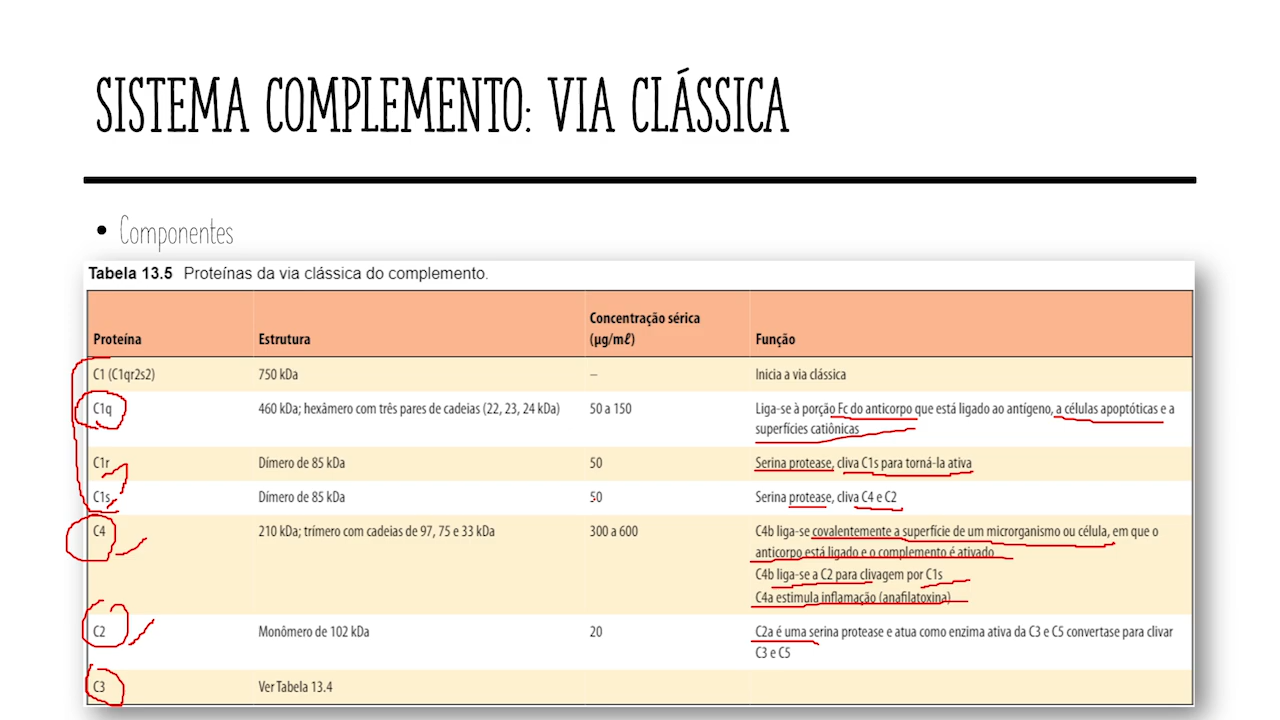 SISTEMA COMPLEMENTO: VIA CLÁSSICA
• Componentes
Tabela 13.5 Proteínas da via clássica do complemento.
Proteína Estrutura Concentração sérica (µg/mℓ) Função
C1 (C1qr2s2) 750 kDa – Inicia a via clássica
C1q 460 kDa; hexâmero com três pares de cadeias (22, 23, 24 kDa) 50 a 150 Liga-se à porção Fc do anticorpo que está ligado ao antígeno, a células apoptóticas e a
superfícies catiônicas
C1r Dímero de 85 kDa 50 Serina protease, cliva C1s para torná-la ativa
C1s Dímero de 85 kDa 50 Serina protease, cliva C4 e C2
C4 210 kDa; trímero com cadeias de 97, 75 e 33 kDa 300 a 600 C4b liga-se covalentemente a superfície de um microrganismo ou célula, em que o
anticorpo está ligado e o complemento é ativado
C4b liga-se a C2 para clivagem por C1s
C4a estimula inflamação (anafilatoxina)
C2 Monômero de 102 kDa 20 C2a é uma serina protease e atua como enzima ativa da C3 e C5 convertase para clivar
C3 e C5
C3 Ver Tabela 13.4